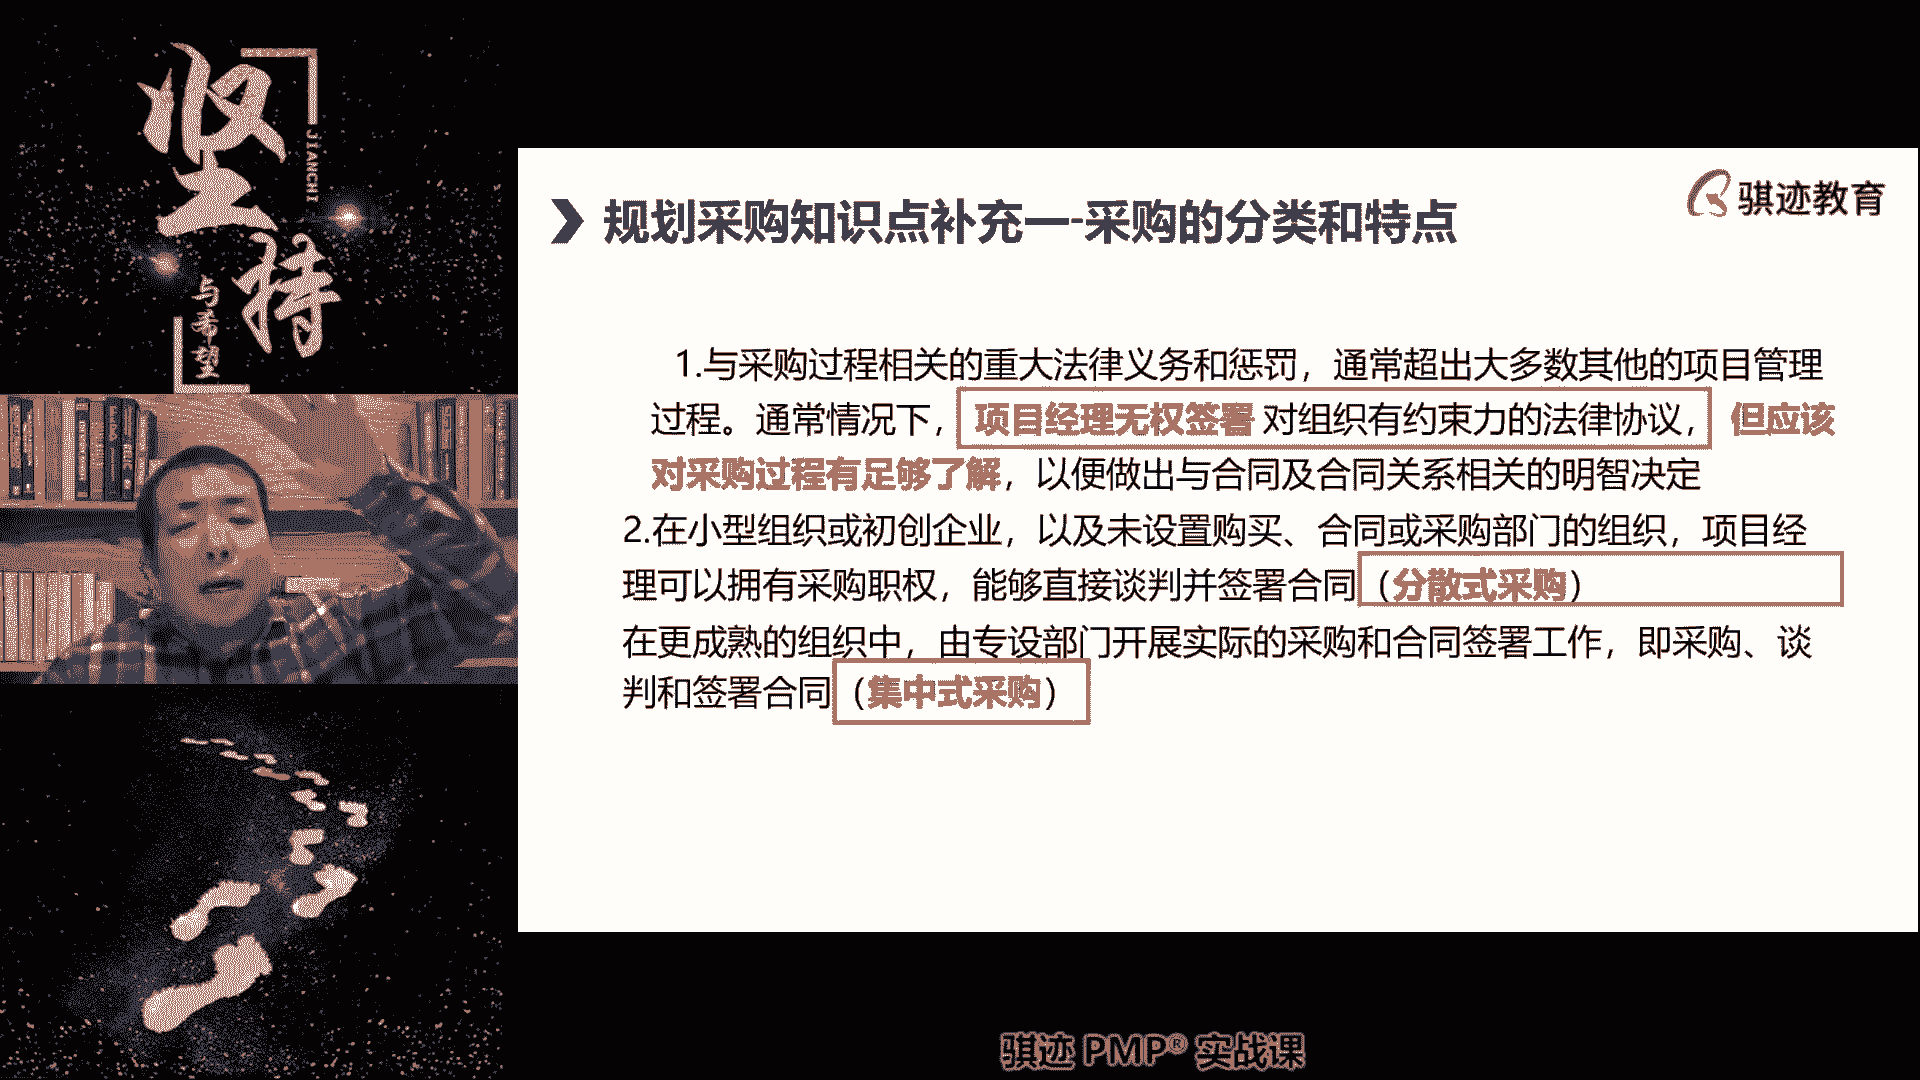 坚持
JIANCHI
与希望
骐迹教育
规划采购知识点补充一-采购的分类和特点
1.与采购过程相关的重大法律义务和惩罚，通常超出大多数其他的项目管理
过程。通常情况下，项目经理无权签署 对组织有约束力的法律协议，但应该
对采购过程有足够了解，以便做出与合同及合同关系相关的明智决定
2.在小型组织或初创企业，以及未设置购买、合同或采购部门的组织，项目经
理可以拥有采购职权，能够直接谈判并签署合同（分散式采购）
在更成熟的组织中，由专设部门开展实际的采购和合同签署工作，即采购、谈
判和签署合同（集中式采购）
骐迹 PMP® 实战课